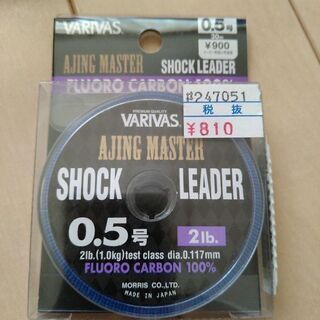 VARIVAS
0.5号
30m
¥900
AJING MASTER
SHOCK LEADER
FLUORO CARBON 100%
#247051
税抜
¥810
PREMIUM QUALITY
VARIVAS
AJING MASTER
SHOCK LEADER
0.5号
2lb.
2lb.(1.0kg)test class dia.0.117mm
FLUORO CARBON 100%
MORRIS CO.,LTD.
MADE IN JAPAN